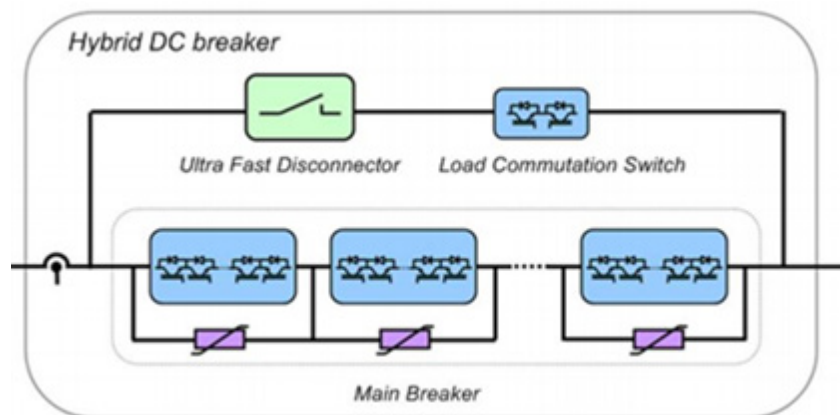 Hybrid DC breaker
Ultra Fast Disconnector
Load Commutation Switch
Main Breaker